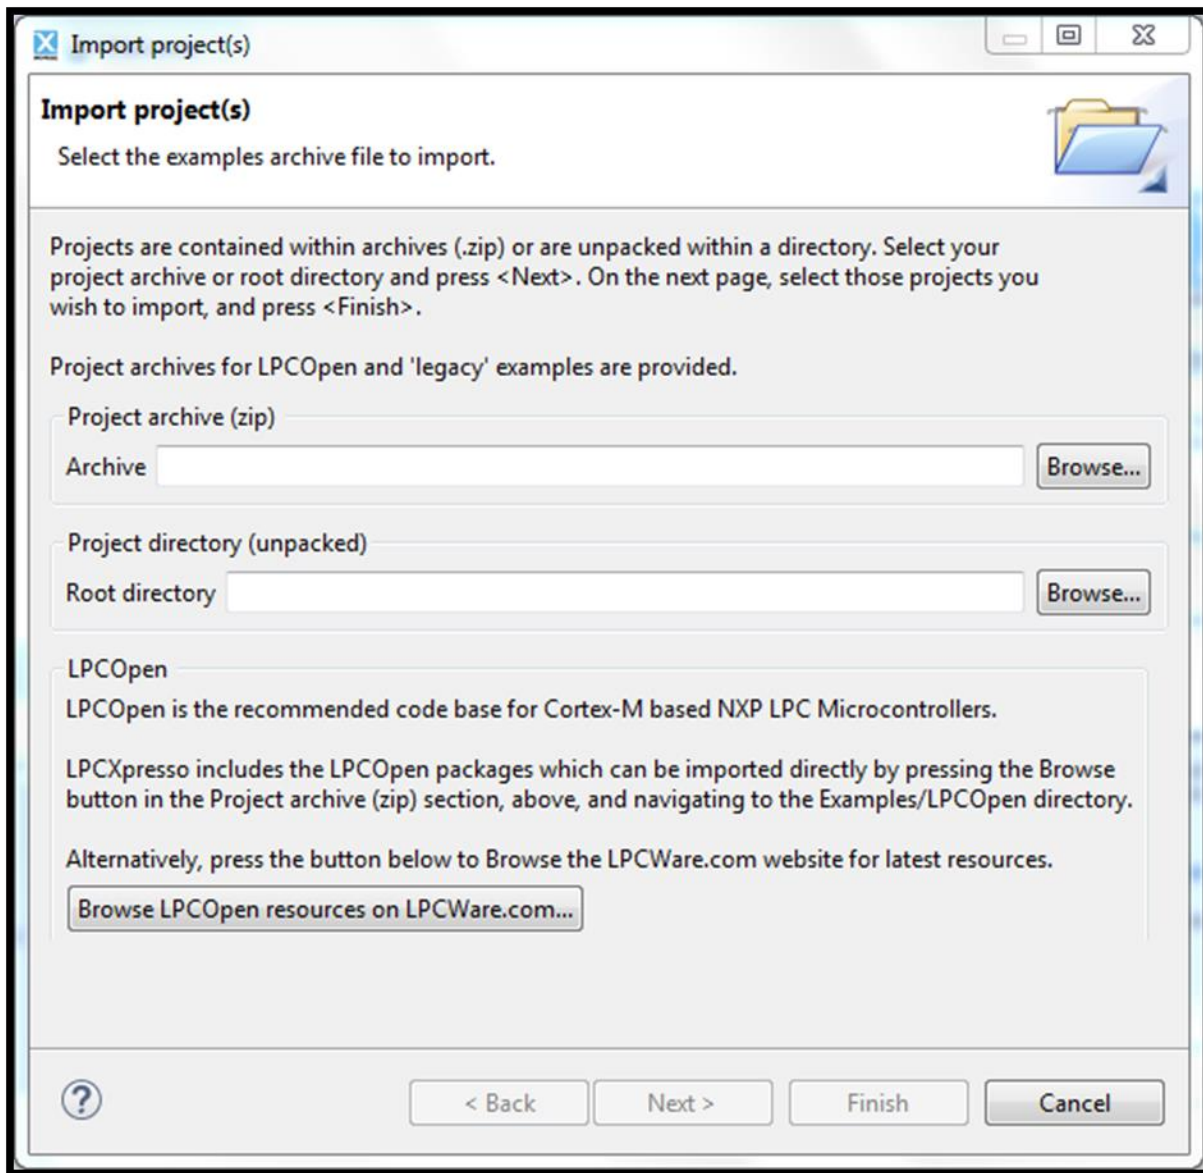 Import project(s)
Import project(s)
Select the examples archive file to import.
Projects are contained within archives (.zip) or are unpacked within a directory. Select your
project archive or root directory and press <Next>. On the next page, select those projects you
wish to import, and press <Finish>.
Project archives for LPCOpen and 'legacy' examples are provided.
Project archive (zip)
Archive Browse...
Project directory (unpacked)
Root directory Browse...
LPCOpen
LPCOpen is the recommended code base for Cortex-M based NXP LPC Microcontrollers.
LPCXpresso includes the LPCOpen packages which can be imported directly by pressing the Browse
button in the Project archive (zip) section, above, and navigating to the Examples/LPCOpen directory.
Alternatively, press the button below to Browse the LPCWare.com website for latest resources.
Browse LPCOpen resources on LPCWare.com...
? < Back Next > Finish Cancel